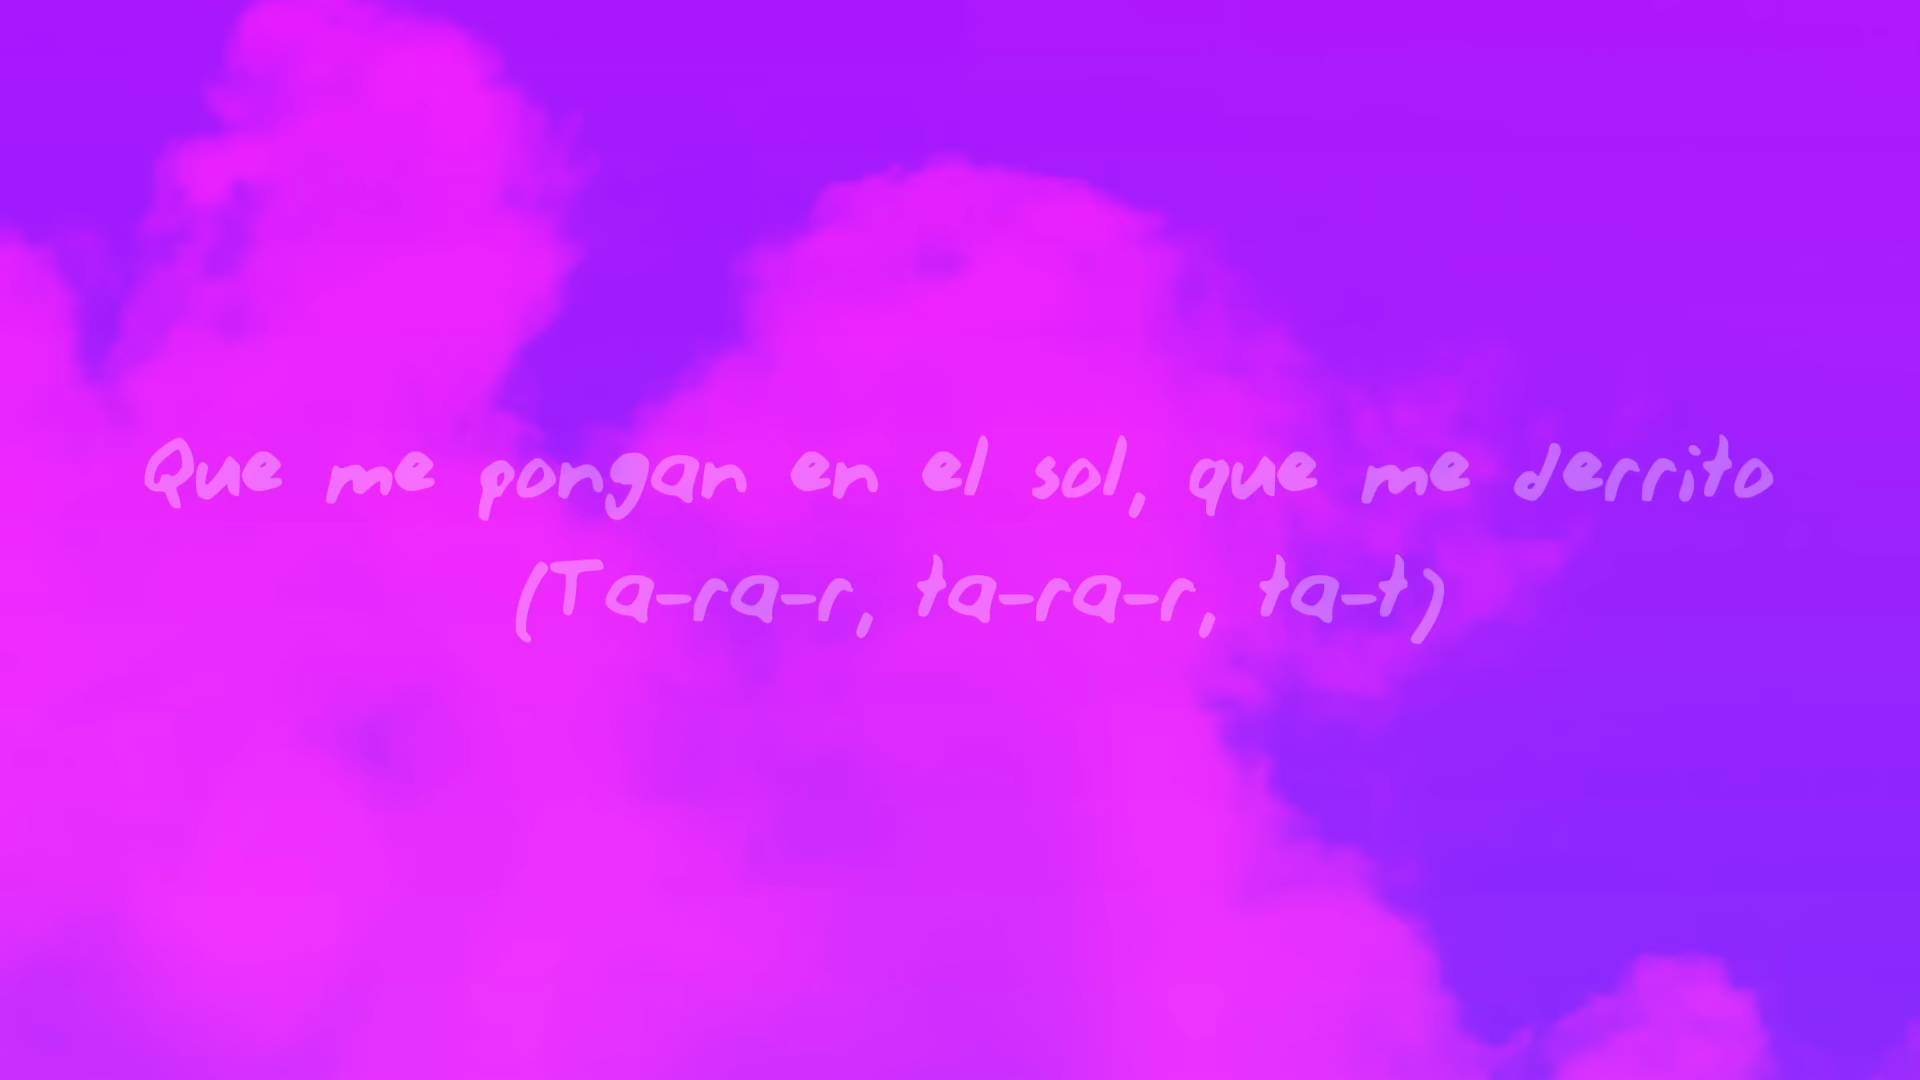 Que me pongan en el sol, que me derrito
(Ta-ra-r, ta-ra-r, ta-t)